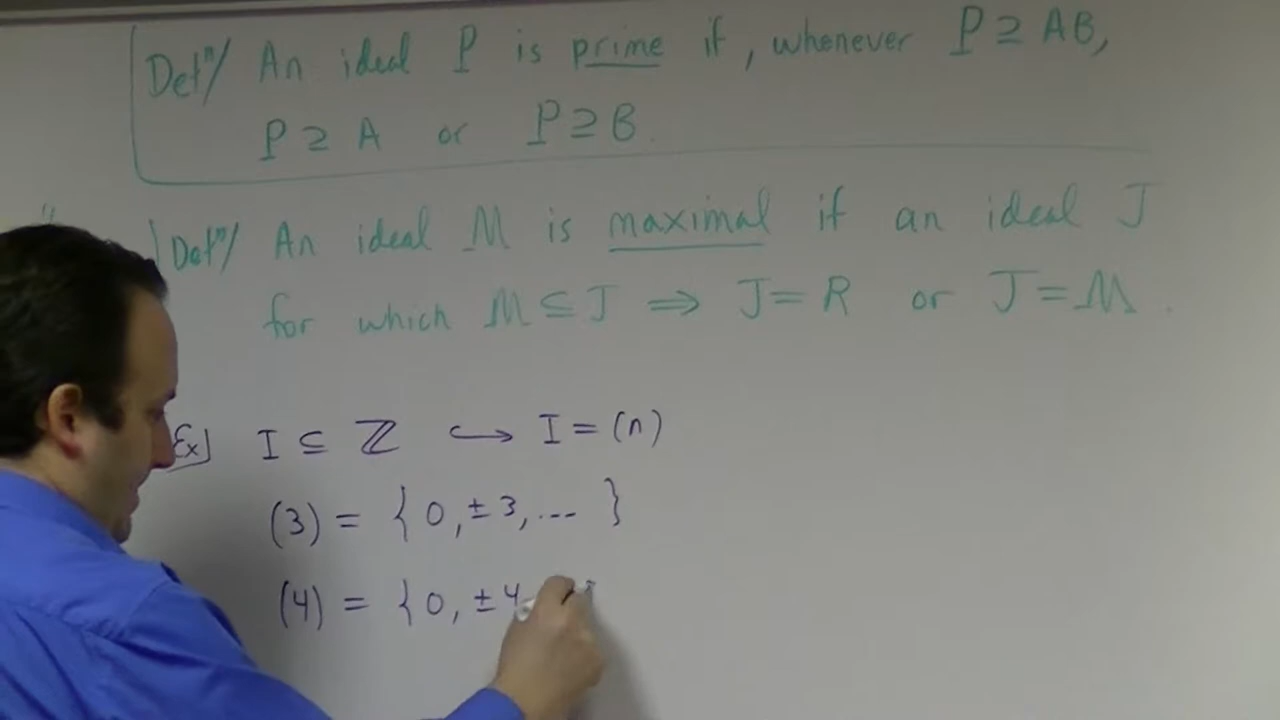 Defⁿ/ An ideal P is prime if, whenever P ⊇ AB,
P ⊇ A or P ⊇ B.
Defⁿ/ An ideal M is maximal if an ideal J
for which M ⊆ J ⇒ J = R or J = M.
Ex] I ⊆ ℤ ↪ I = (n)
(3) = { 0, ±3, ... }
(4) = { 0, ±4